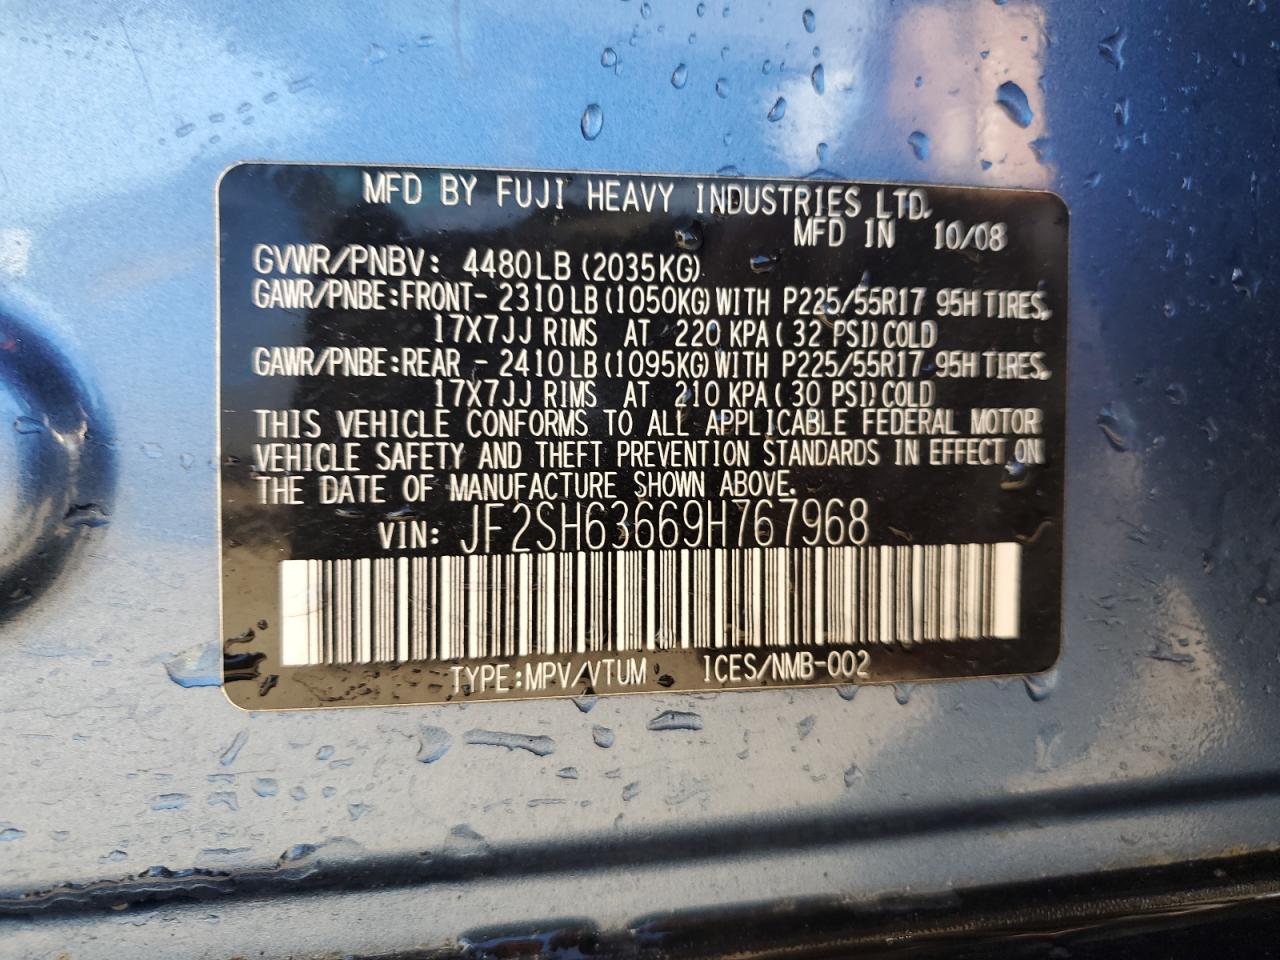 MFD BY FUJI HEAVY INDUSTRIES LTD.
MFD IN 10/08
GVWR/PNBV: 4480LB (2035KG)
GAWR/PNBE:FRONT- 2310 LB (1050KG) WITH P225/55R17 95H TIRES,
17X7JJ RIMS AT 220 KPA ( 32 PSI) COLD
GAWR/PNBE:REAR - 2410 LB (1095KG) WITH P225/55R17 95H TIRES,
17X7JJ RIMS AT 210 KPA ( 30 PSI) COLD
THIS VEHICLE CONFORMS TO ALL APPLICABLE FEDERAL MOTOR
VEHICLE SAFETY AND THEFT PREVENTION STANDARDS IN EFFECT ON
THE DATE OF MANUFACTURE SHOWN ABOVE.
VIN: JF2SH63669H767968
TYPE:MPV/VTUM ICES/NMB-002